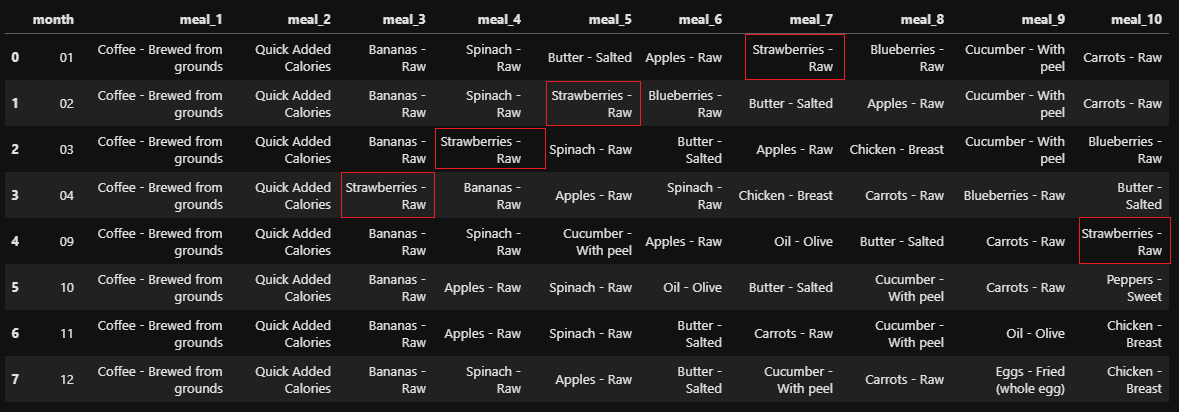 month meal_1 meal_2 meal_3 meal_4 meal_5 meal_6 meal_7 meal_8 meal_9 meal_10
0 01 Coffee - Brewed from grounds Quick Added Calories Bananas - Raw Spinach - Raw Butter - Salted Apples - Raw Strawberries - Raw Blueberries - Raw Cucumber - With peel Carrots - Raw
1 02 Coffee - Brewed from grounds Quick Added Calories Bananas - Raw Spinach - Raw Strawberries - Raw Blueberries - Raw Butter - Salted Apples - Raw Cucumber - With peel Carrots - Raw
2 03 Coffee - Brewed from grounds Quick Added Calories Bananas - Raw Strawberries - Raw Spinach - Raw Butter - Salted Apples - Raw Chicken - Breast Cucumber - With peel Blueberries - Raw
3 04 Coffee - Brewed from grounds Quick Added Calories Strawberries - Raw Bananas - Raw Apples - Raw Spinach - Raw Chicken - Breast Carrots - Raw Blueberries - Raw Butter - Salted
4 09 Coffee - Brewed from grounds Quick Added Calories Bananas - Raw Spinach - Raw Cucumber - With peel Apples - Raw Oil - Olive Butter - Salted Carrots - Raw Strawberries - Raw
5 10 Coffee - Brewed from grounds Quick Added Calories Bananas - Raw Apples - Raw Spinach - Raw Oil - Olive Butter - Salted Cucumber - With peel Carrots - Raw Peppers - Sweet
6 11 Coffee - Brewed from grounds Quick Added Calories Bananas - Raw Apples - Raw Spinach - Raw Butter - Salted Carrots - Raw Cucumber - With peel Oil - Olive Chicken - Breast
7 12 Coffee - Brewed from grounds Quick Added Calories Bananas - Raw Spinach - Raw Apples - Raw Butter - Salted Cucumber - With peel Carrots - Raw Eggs - Fried (whole egg) Chicken - Breast